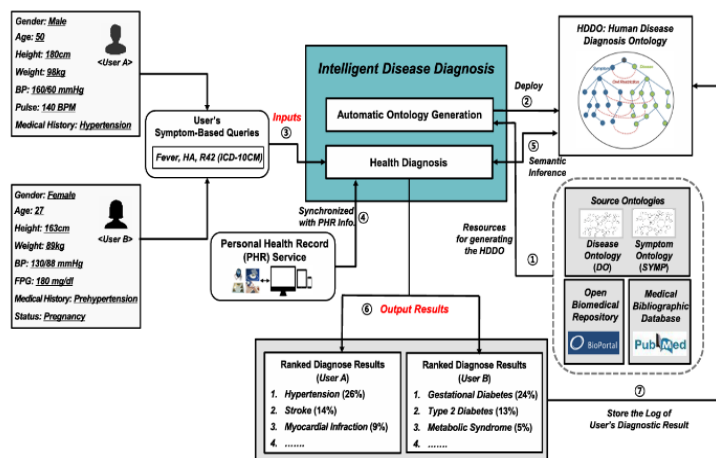 Gender: Male
Age: 50
Height: 180cm
Weight: 98kg
BP: 160/60 mmHg
Pulse: 140 BPM
Medical History: Hypertension
<User A>
Gender: Female
Age: 27
Height: 163cm
Weight: 89kg
BP: 130/88 mmHg
FPG: 180 mg/dl
Medical History: Prehypertension
Status: Pregnancy
<User B>
User's
Symptom-Based Queries
Fever, HA, R42 (ICD-10CM)
Inputs
③
Intelligent Disease Diagnosis
Automatic Ontology Generation
Health Diagnosis
Deploy
②
HDDO: Human Disease
Diagnosis Ontology
Symptom
Disease
⑤
Semantic
Inference
Synchronized
with PHR Info.
④
Personal Health Record
(PHR) Service
Resources
for generating
the HDDO
①
Source Ontologies
Disease
Ontology
(DO)
Symptom
Ontology
(SYMP)
Open
Biomedical
Repository
BioPortal
Medical
Bibliographic
Database
PubMed
⑥
Output Results
Ranked Diagnose Results
(User A)
1. Hypertension (26%)
2. Stroke (14%)
3. Myocardial Infraction (9%)
4. .......
Ranked Diagnose Results
(User B)
1. Gestational Diabetes (24%)
2. Type 2 Diabetes (13%)
3. Metabolic Syndrome (5%)
4. .......
⑦
Store the Log of
User's Diagnostic Result